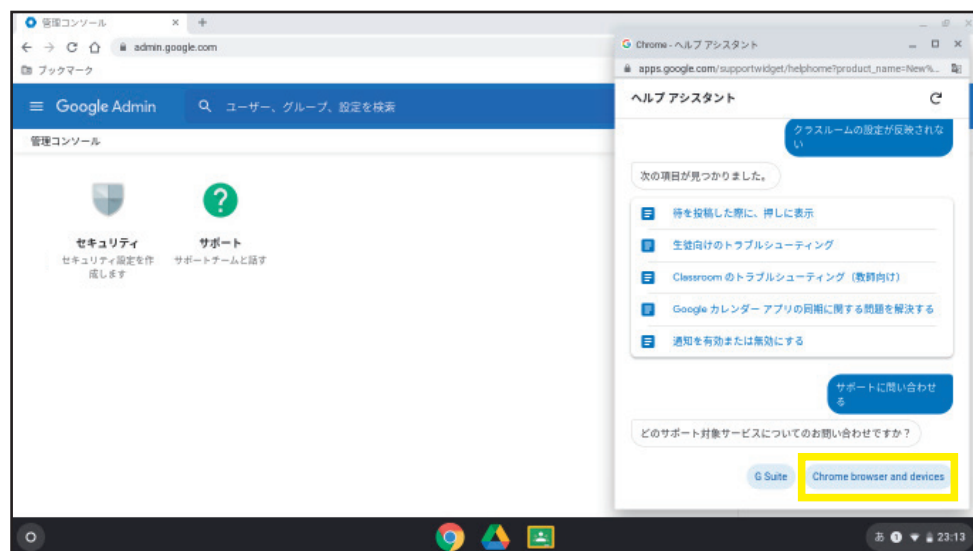 管理コンソール
admin.google.com
ブックマーク
Google Admin
ユーザー、グループ、設定を検索
管理コンソール
セキュリティ
セキュリティ設定を作
成します
サポート
サポートチームと話す
Chrome - ヘルプ アシスタント
apps.google.com/supportwidget/helphome?product_name=New%...
ヘルプ アシスタント
クラスルームの設定が反映されな
い
次の項目が見つかりました。
待を投稿した際に、押しに表示
生徒向けのトラブルシューティング
Classroom のトラブルシューティング（教師向け）
Google カレンダー アプリの同期に関する問題を解決する
通知を有効または無効にする
サポートに問い合わせ
る
どのサポート対象サービスについてのお問い合わせですか？
G Suite
Chrome browser and devices
あ 1 23:13